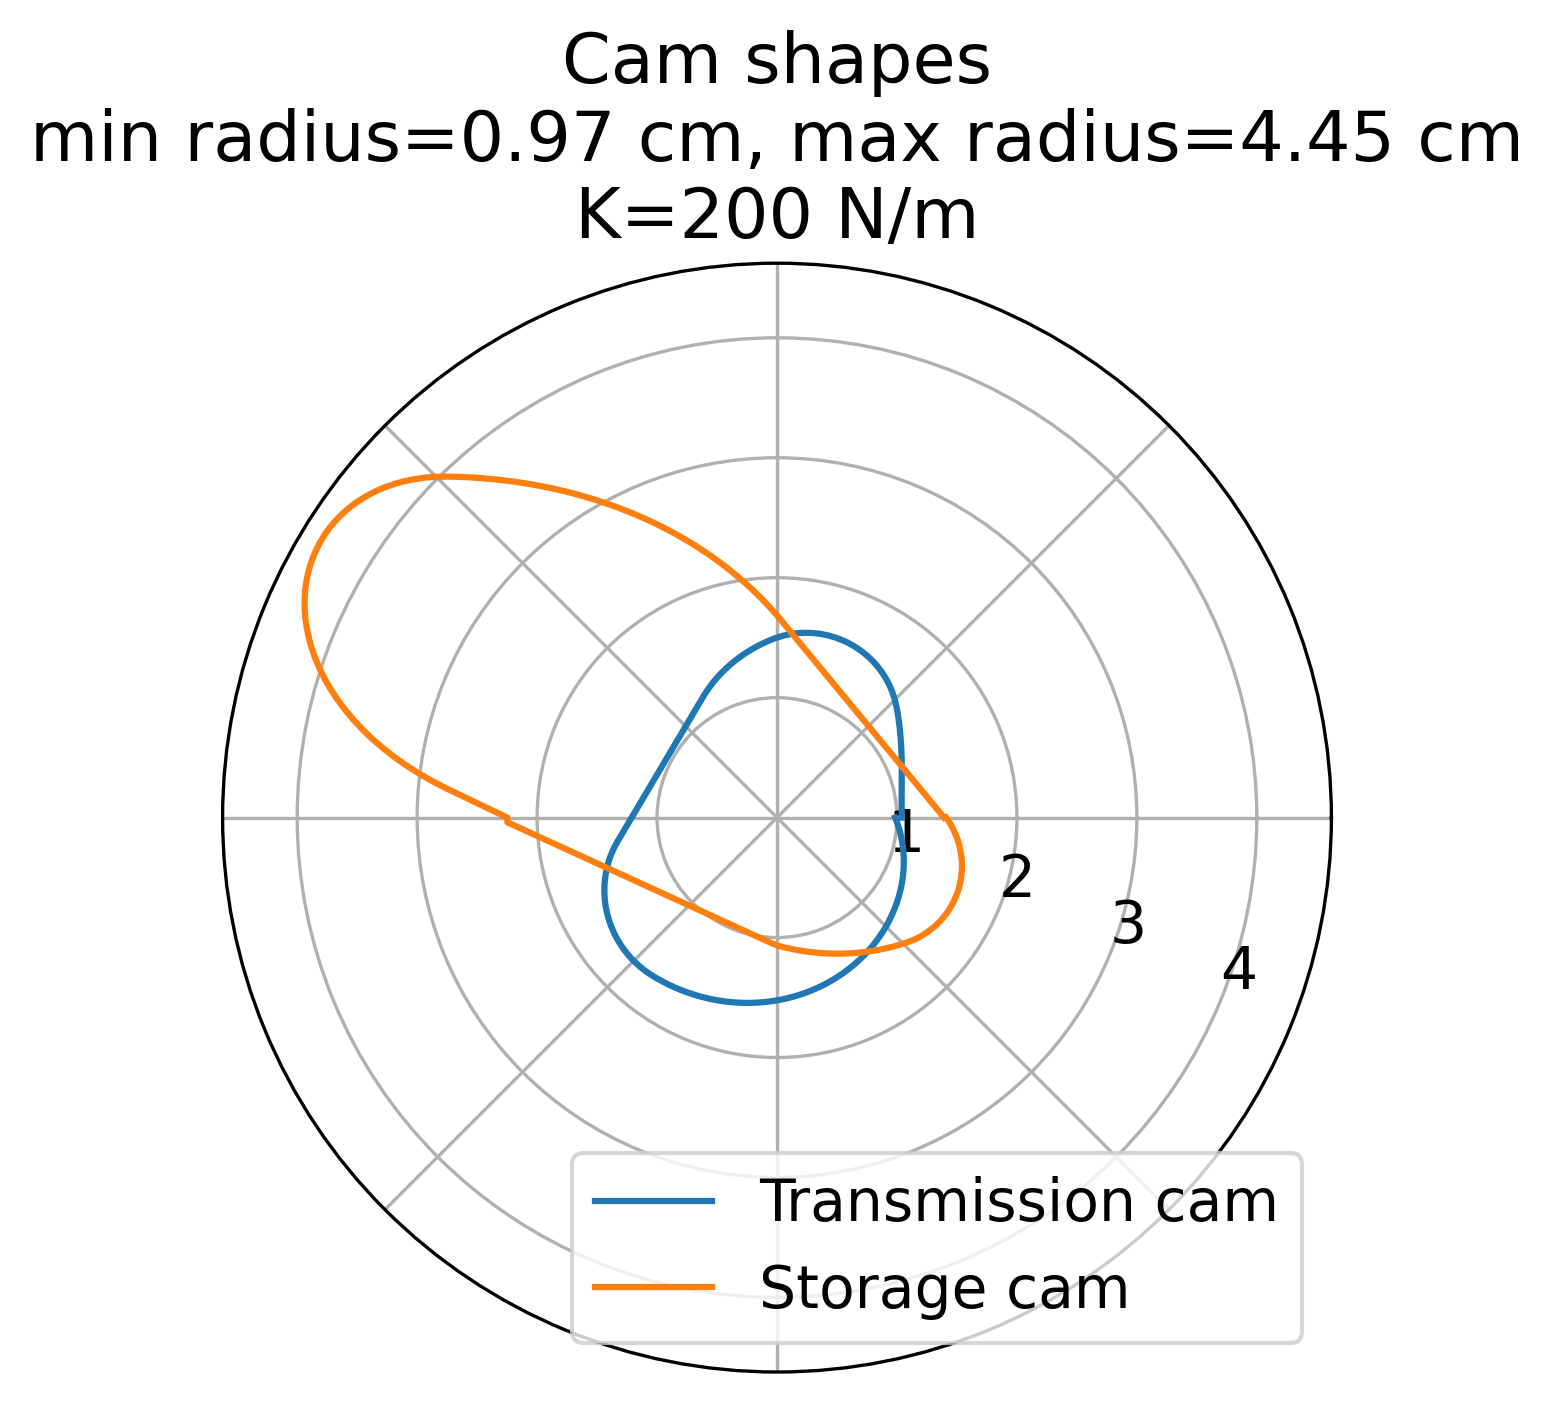 Cam shapes
min radius=0.97 cm, max radius=4.45 cm
K=200 N/m
1
2
3
4
Transmission cam
Storage cam